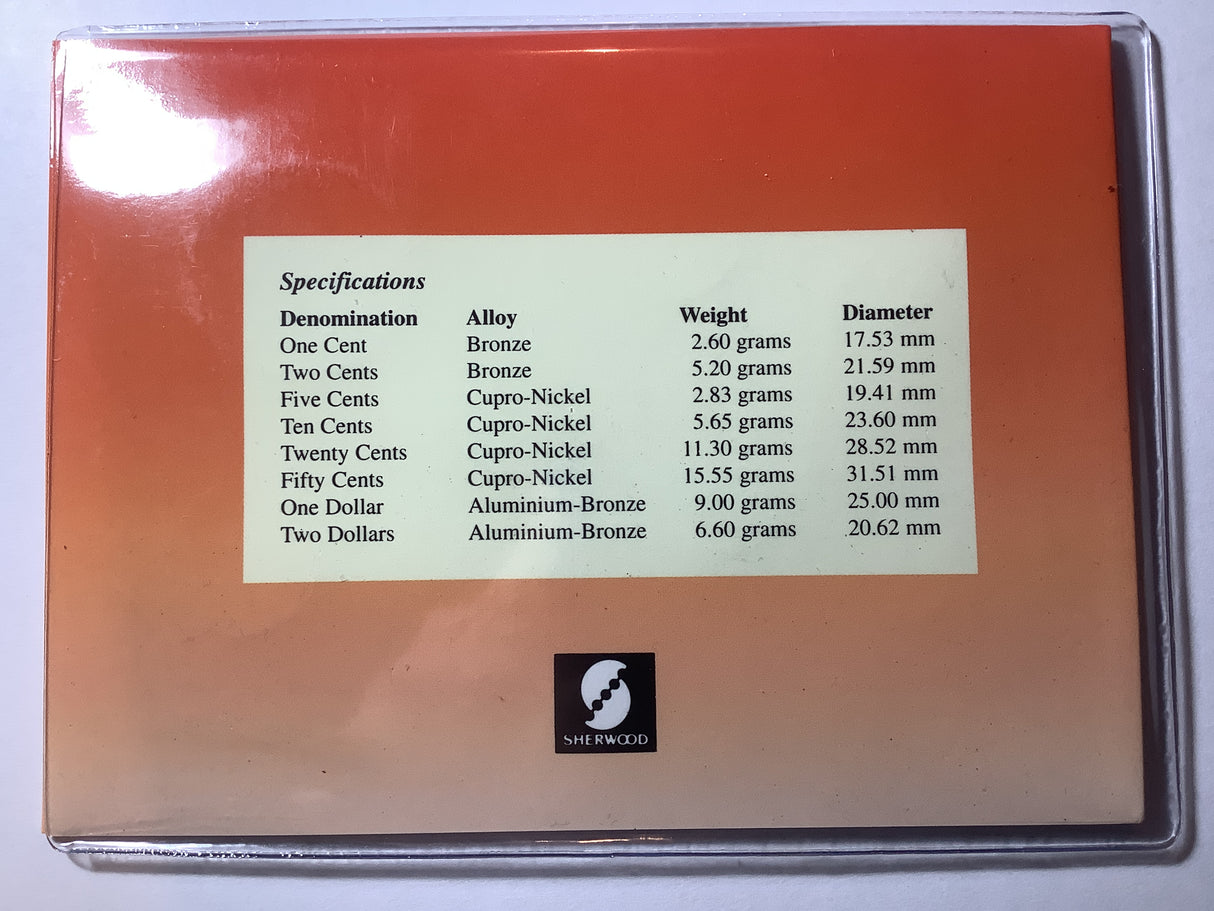 Specifications
Denomination Alloy Weight Diameter
One Cent Bronze 2.60 grams 17.53 mm
Two Cents Bronze 5.20 grams 21.59 mm
Five Cents Cupro-Nickel 2.83 grams 19.41 mm
Ten Cents Cupro-Nickel 5.65 grams 23.60 mm
Twenty Cents Cupro-Nickel 11.30 grams 28.52 mm
Fifty Cents Cupro-Nickel 15.55 grams 31.51 mm
One Dollar Aluminium-Bronze 9.00 grams 25.00 mm
Two Dollars Aluminium-Bronze 6.60 grams 20.62 mm
SHERWOOD